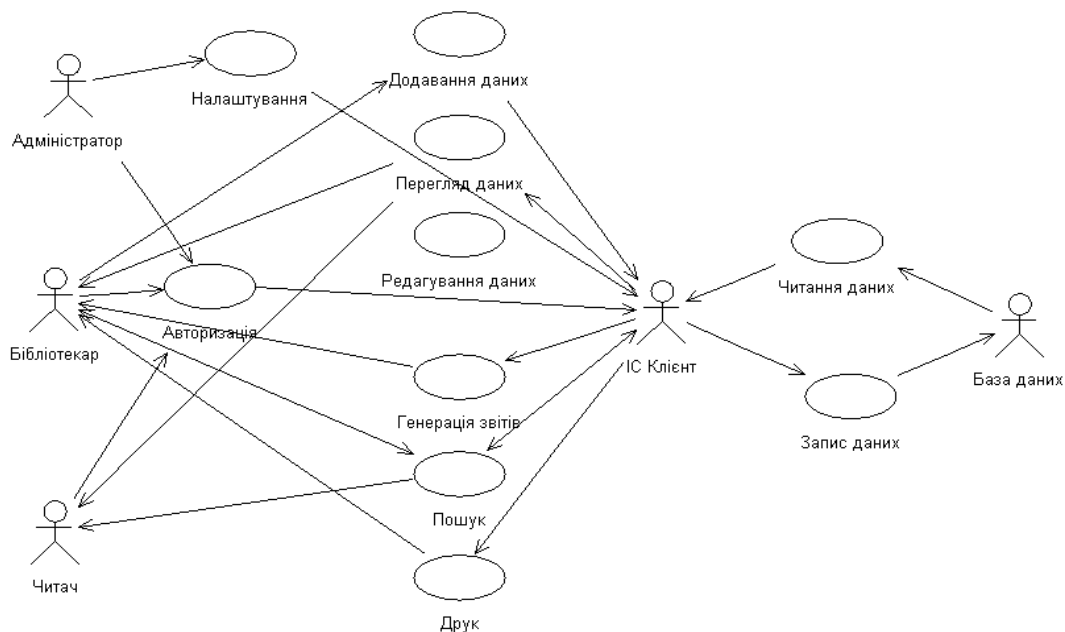 Додавання даних
Налаштування
Адміністратор
Перегляд даних
Редагування даних
Читання даних
Авторизація
Бібліотекар
ІС Клієнт
База даних
Генерація звітів
Запис даних
Пошук
Читач
Друк